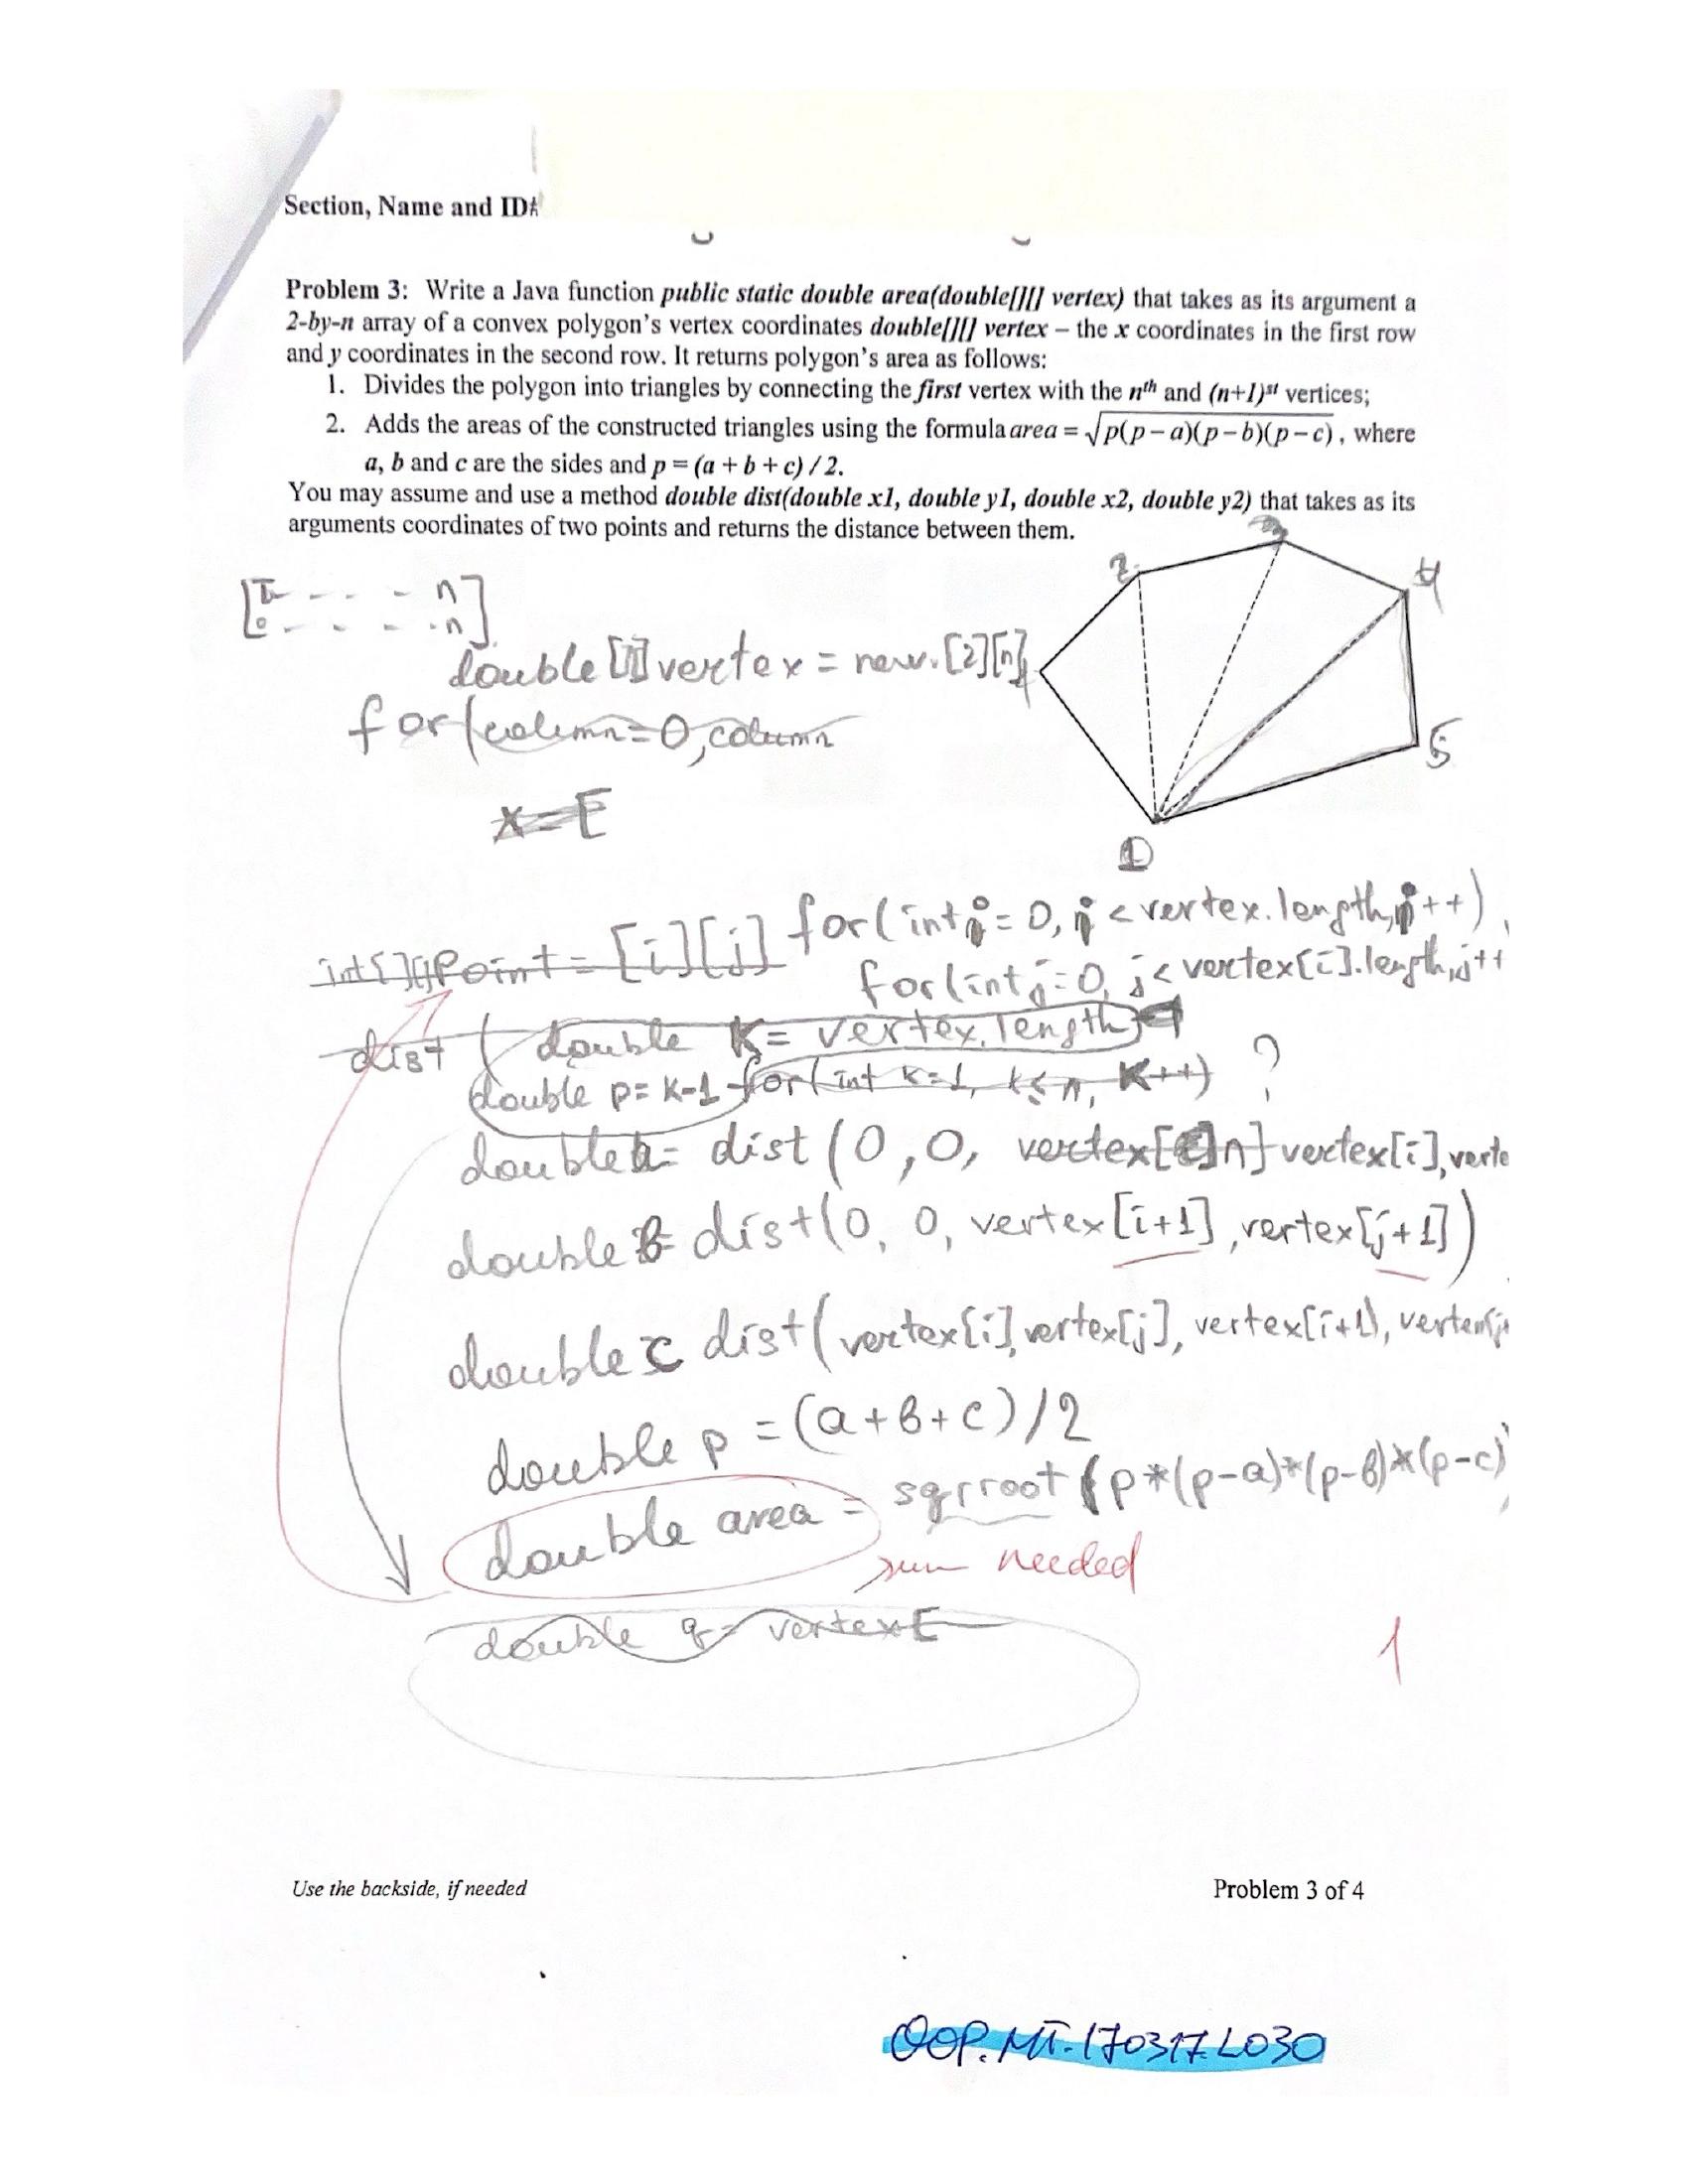 Section, Name and ID#
Problem 3: Write a Java function public static double area(double[][] vertex) that takes as its argument a
2-by-n array of a convex polygon's vertex coordinates double[][] vertex – the x coordinates in the first row
and y coordinates in the second row. It returns polygon's area as follows:
1. Divides the polygon into triangles by connecting the first vertex with the nth and (n+1)st vertices;
2. Adds the areas of the constructed triangles using the formula area = √p(p – a)(p – b)(p – c) , where
a, b and c are the sides and p = (a + b + c) / 2.
You may assume and use a method double dist(double x1, double y1, double x2, double y2) that takes as its
arguments coordinates of two points and returns the distance between them.
2 3 4
n
0 - - - - n
double [][] vertex = new. [2][n]
for(column=0, column
5
x=[
1
for(int i = 0, i < vertex.length, i++)
int[][] Point = [i][j]
for(int j=0, j < vertex[i].length, j++
dist ( double K = vertex.length
double p = K-1 for(int k=1, k≤n, K++) ?
double a= dist (0,0, vertex[ ]n] vertex[i], verte
double B= dist(0, 0, vertex[i+1], vertex[j+1])
double c dist(vertex[i], vertex[j], vertex[i+1], vertex[j+
double p = (a+b+c)/2
double area = sqrroot (p*(p-a)*(p-b)*(p-c)
sum needed
double q= vertex[
1
Use the backside, if needed
Problem 3 of 4
OOP.MT.170317.L030